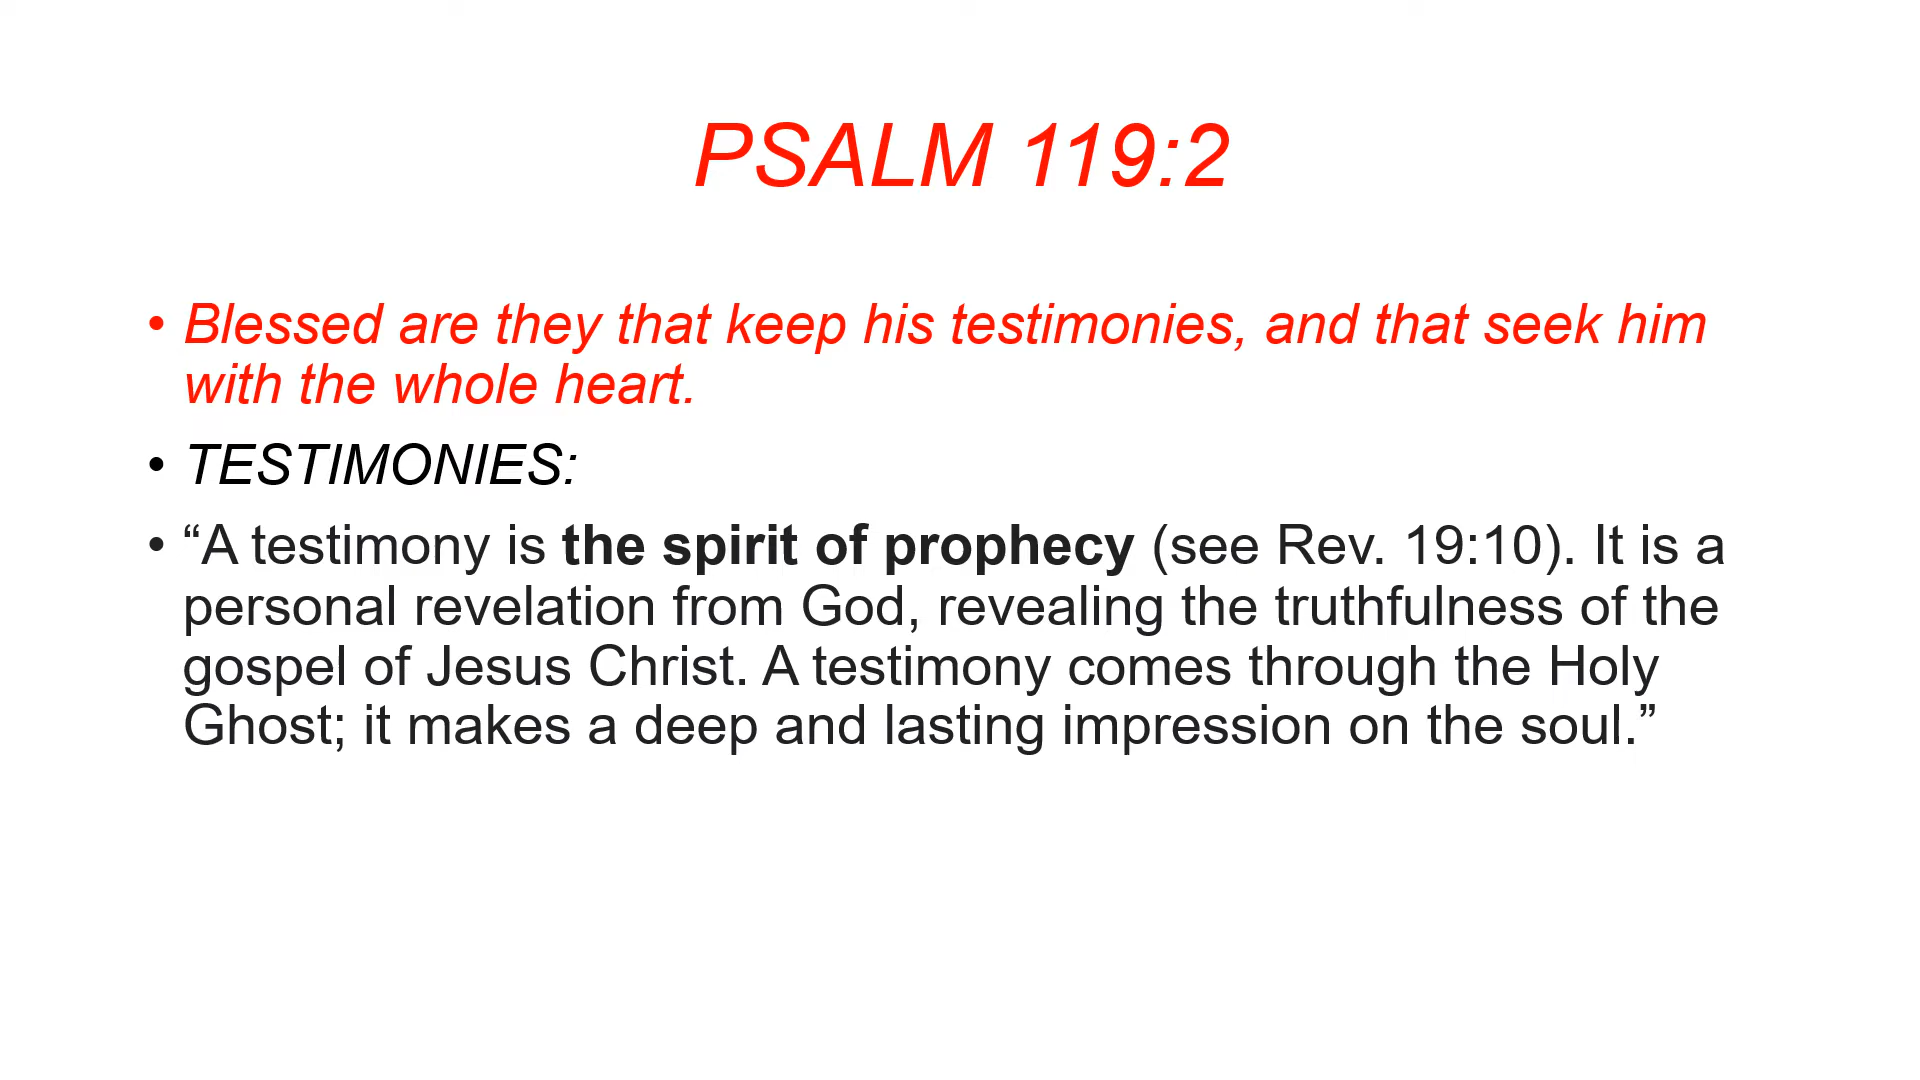 PSALM 119:2
• Blessed are they that keep his testimonies, and that seek him
with the whole heart.
• TESTIMONIES:
• “A testimony is the spirit of prophecy (see Rev. 19:10). It is a
personal revelation from God, revealing the truthfulness of the
gospel of Jesus Christ. A testimony comes through the Holy
Ghost; it makes a deep and lasting impression on the soul.”